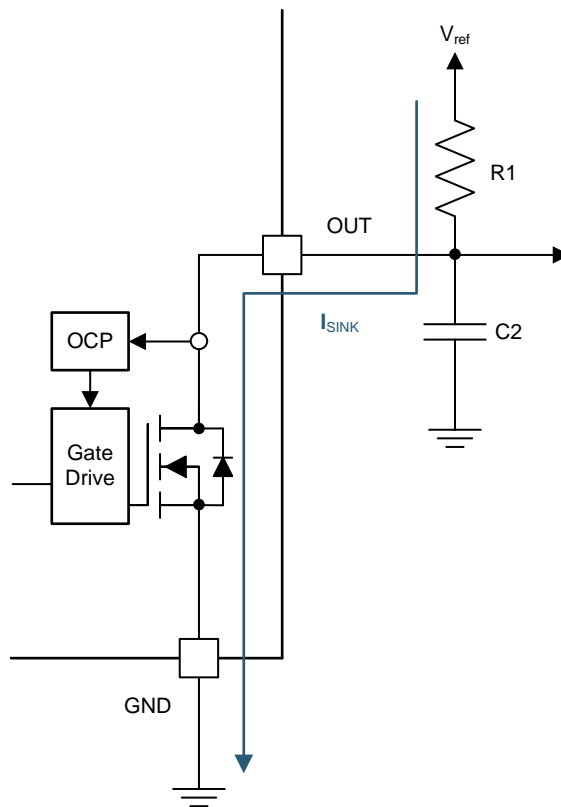 Vref
R1
OUT
ISINK
C2
OCP
Gate
Drive
GND